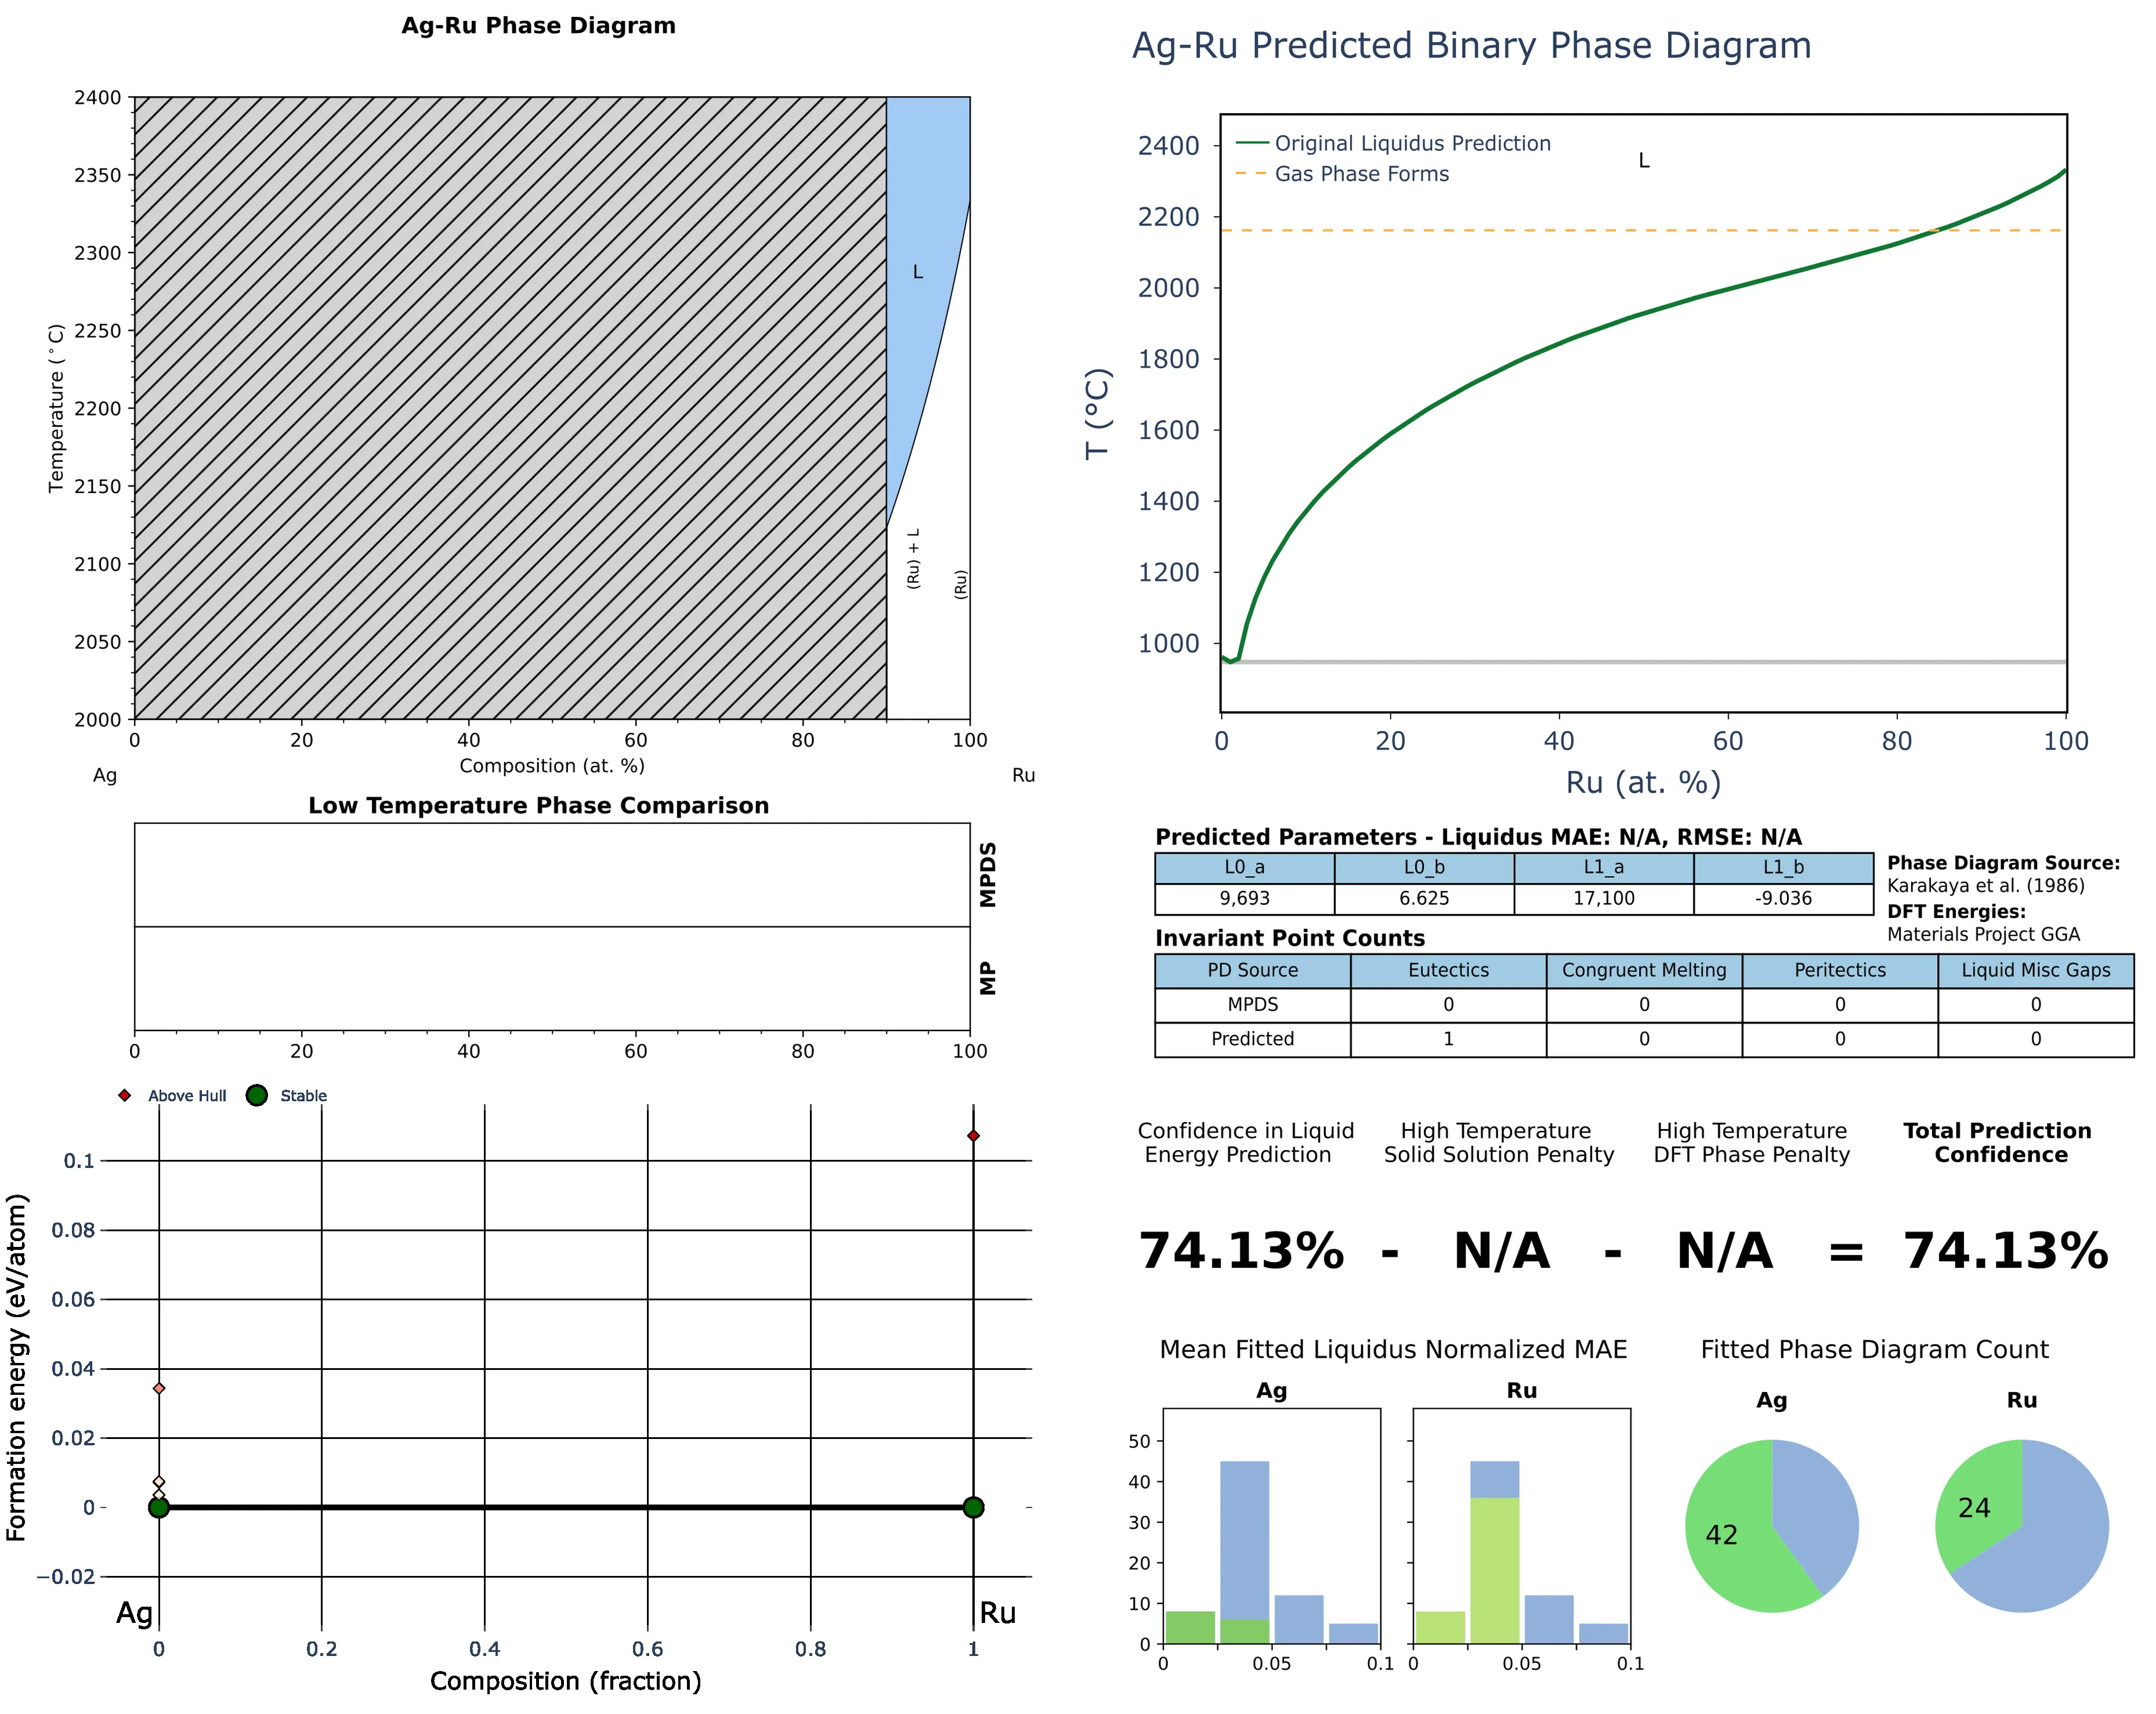 Ag-Ru Phase Diagram
2400
2350
2300
2250
2200
2150
2100
2050
2000
Temperature (°C)
L
(Ru) + L
(Ru)
0 20 40 60 80 100
Composition (at. %)
Ag Ru
Low Temperature Phase Comparison
MPDS
MP
0 20 40 60 80 100
Above Hull Stable
0.1
0.08
0.06
0.04
0.02
0
−0.02
Formation energy (eV/atom)
Ag Ru
0 0.2 0.4 0.6 0.8 1
Composition (fraction)
Ag-Ru Predicted Binary Phase Diagram
Original Liquidus Prediction
Gas Phase Forms
L
2400
2200
2000
1800
1600
1400
1200
1000
T (°C)
0 20 40 60 80 100
Ru (at. %)
Predicted Parameters - Liquidus MAE: N/A, RMSE: N/A
L0_a L0_b L1_a L1_b
9,693 6.625 17,100 -9.036
Phase Diagram Source:
Karakaya et al. (1986)
DFT Energies:
Materials Project GGA
Invariant Point Counts
PD Source Eutectics Congruent Melting Peritectics Liquid Misc Gaps
MPDS 0 0 0 0
Predicted 1 0 0 0
Confidence in Liquid
Energy Prediction
High Temperature
Solid Solution Penalty
High Temperature
DFT Phase Penalty
Total Prediction
Confidence
74.13% - N/A - N/A = 74.13%
Mean Fitted Liquidus Normalized MAE
Ag Ru
50
40
30
20
10
0
0 0.05 0.1 0 0.05 0.1
Fitted Phase Diagram Count
Ag Ru
42 24